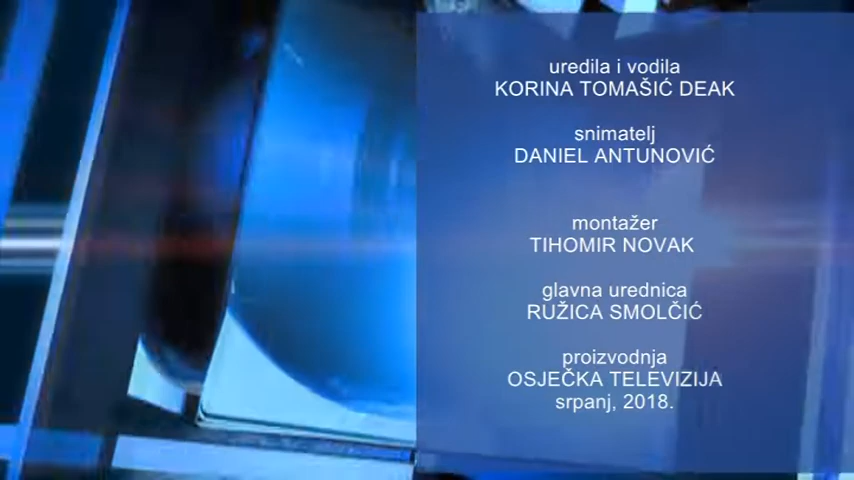 uredila i vodila
KORINA TOMAŠIĆ DEAK
snimatelj
DANIEL ANTUNOVIĆ
montažer
TIHOMIR NOVAK
glavna urednica
RUŽICA SMOLČIĆ
proizvodnja
OSJEČKA TELEVIZIJA
srpanj, 2018.